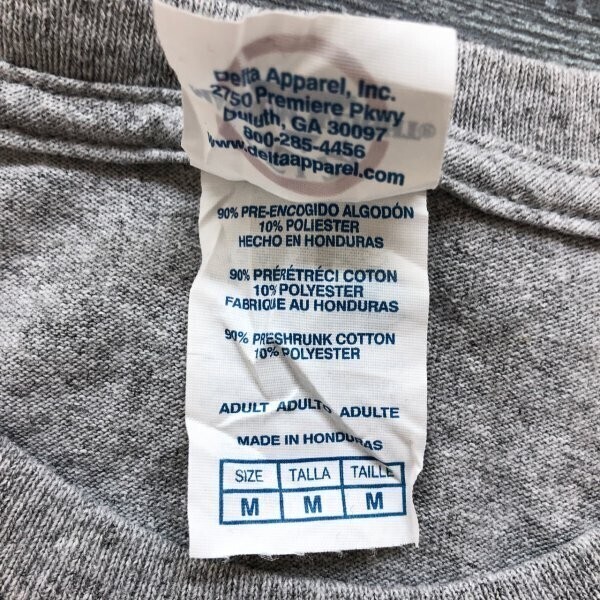 Delta Apparel, Inc.
2750 Premiere Pkwy
Duluth, GA 30097
800-285-4456
www.deltaapparel.com
90% PRE-ENCOGIDO ALGODÓN
10% POLIESTER
HECHO EN HONDURAS
90% PRÉRÉTRÉCI COTON
10% POLYESTER
FABRIQUE AU HONDURAS
90% PRESHRUNK COTTON
10% POLYESTER
ADULT ADULTO ADULTE
MADE IN HONDURAS
SIZE TALLA TAILLE
M M M